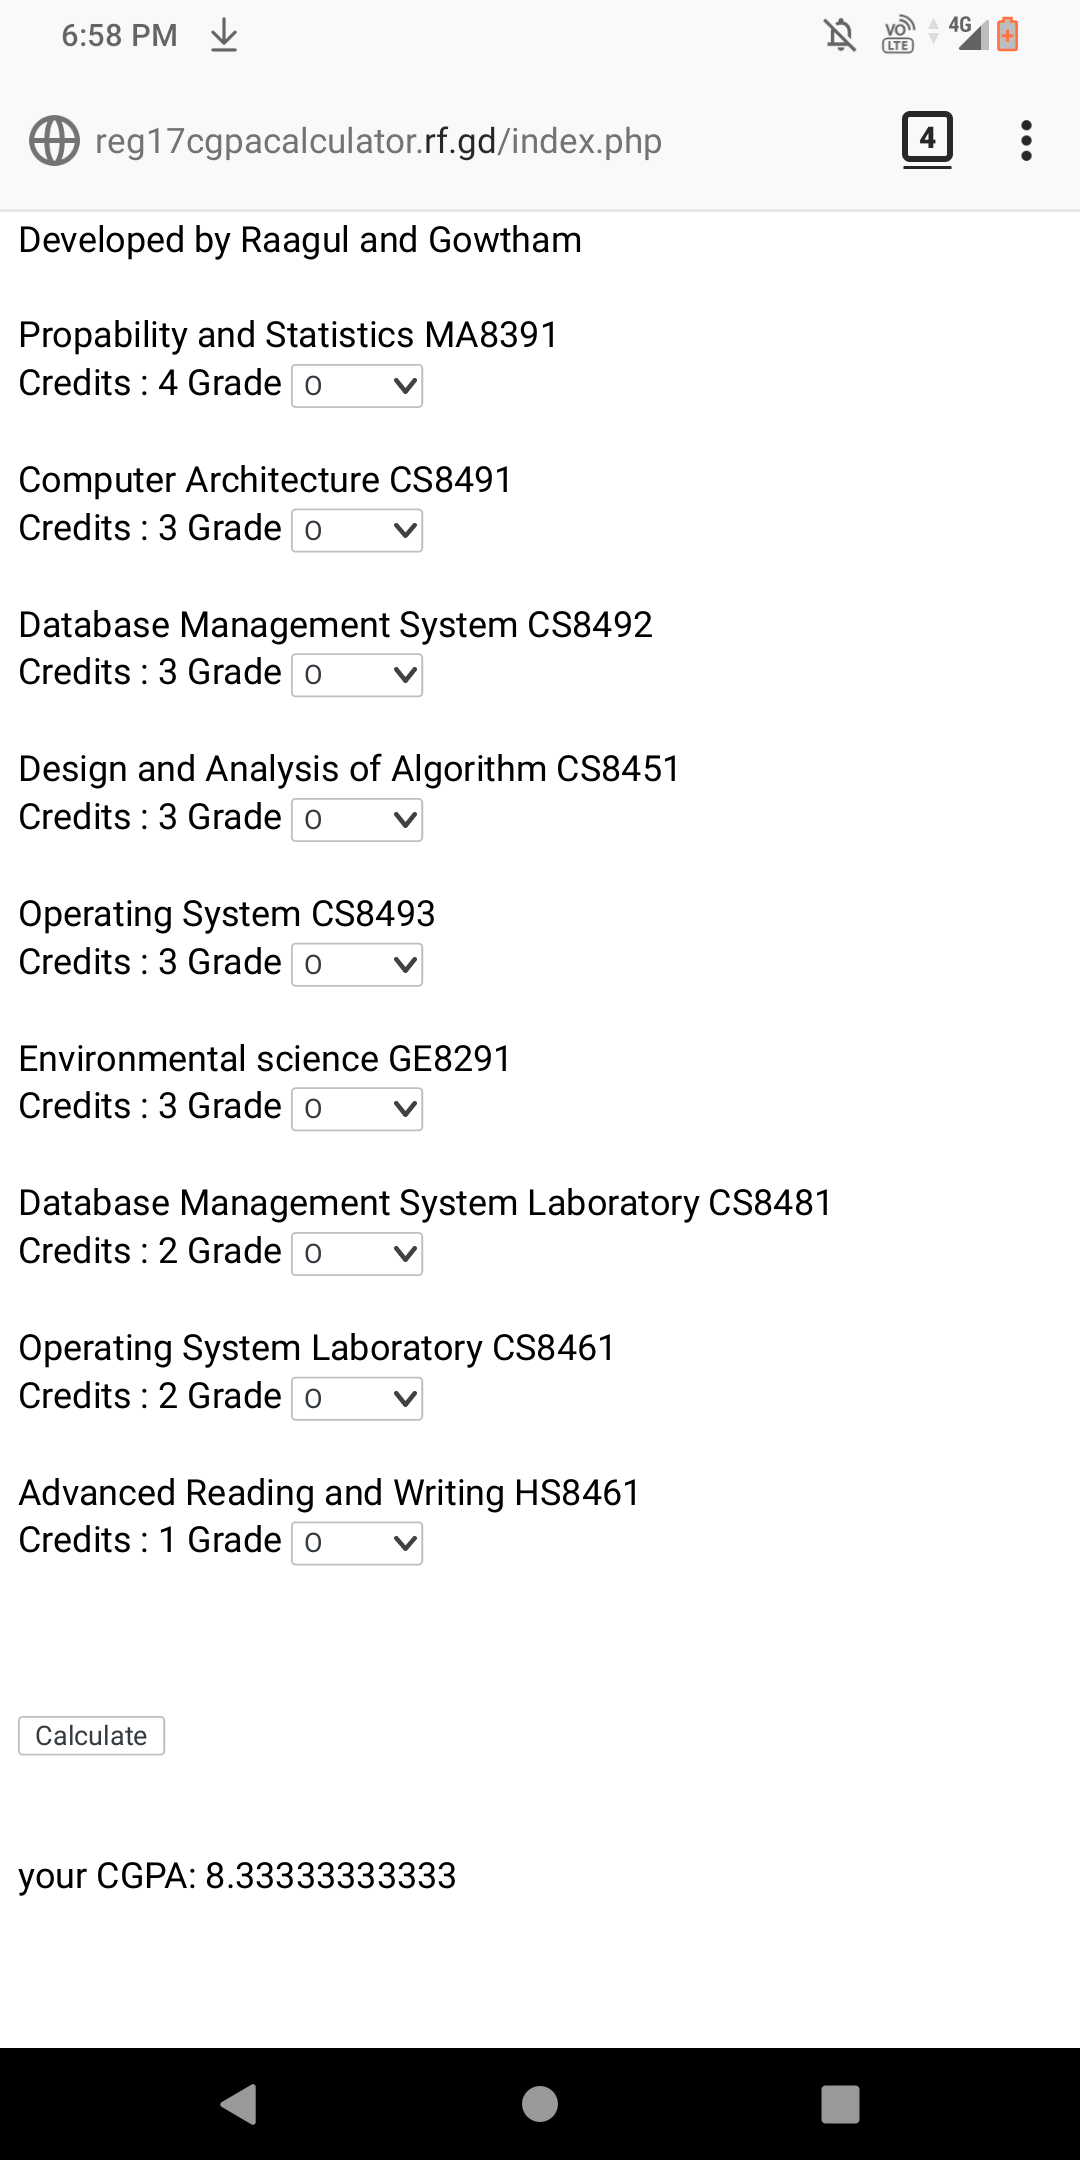 6:58 PM VO LTE 4G
reg17cgpacalculator.rf.gd/index.php 4
Developed by Raagul and Gowtham
Propability and Statistics MA8391
Credits : 4 Grade O
Computer Architecture CS8491
Credits : 3 Grade O
Database Management System CS8492
Credits : 3 Grade O
Design and Analysis of Algorithm CS8451
Credits : 3 Grade O
Operating System CS8493
Credits : 3 Grade O
Environmental science GE8291
Credits : 3 Grade O
Database Management System Laboratory CS8481
Credits : 2 Grade O
Operating System Laboratory CS8461
Credits : 2 Grade O
Advanced Reading and Writing HS8461
Credits : 1 Grade O
Calculate
your CGPA: 8.33333333333